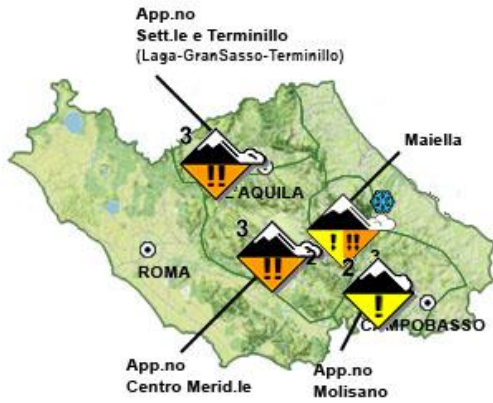 App.no
Sett.le e Terminillo
(Laga-GranSasso-Terminillo)
Maiella
3
!!
L'AQUILA
3
!!
! !!
2
2
3
!
ROMA
CAMPOBASSO
App.no
Centro Merid.le
App.no
Molisano